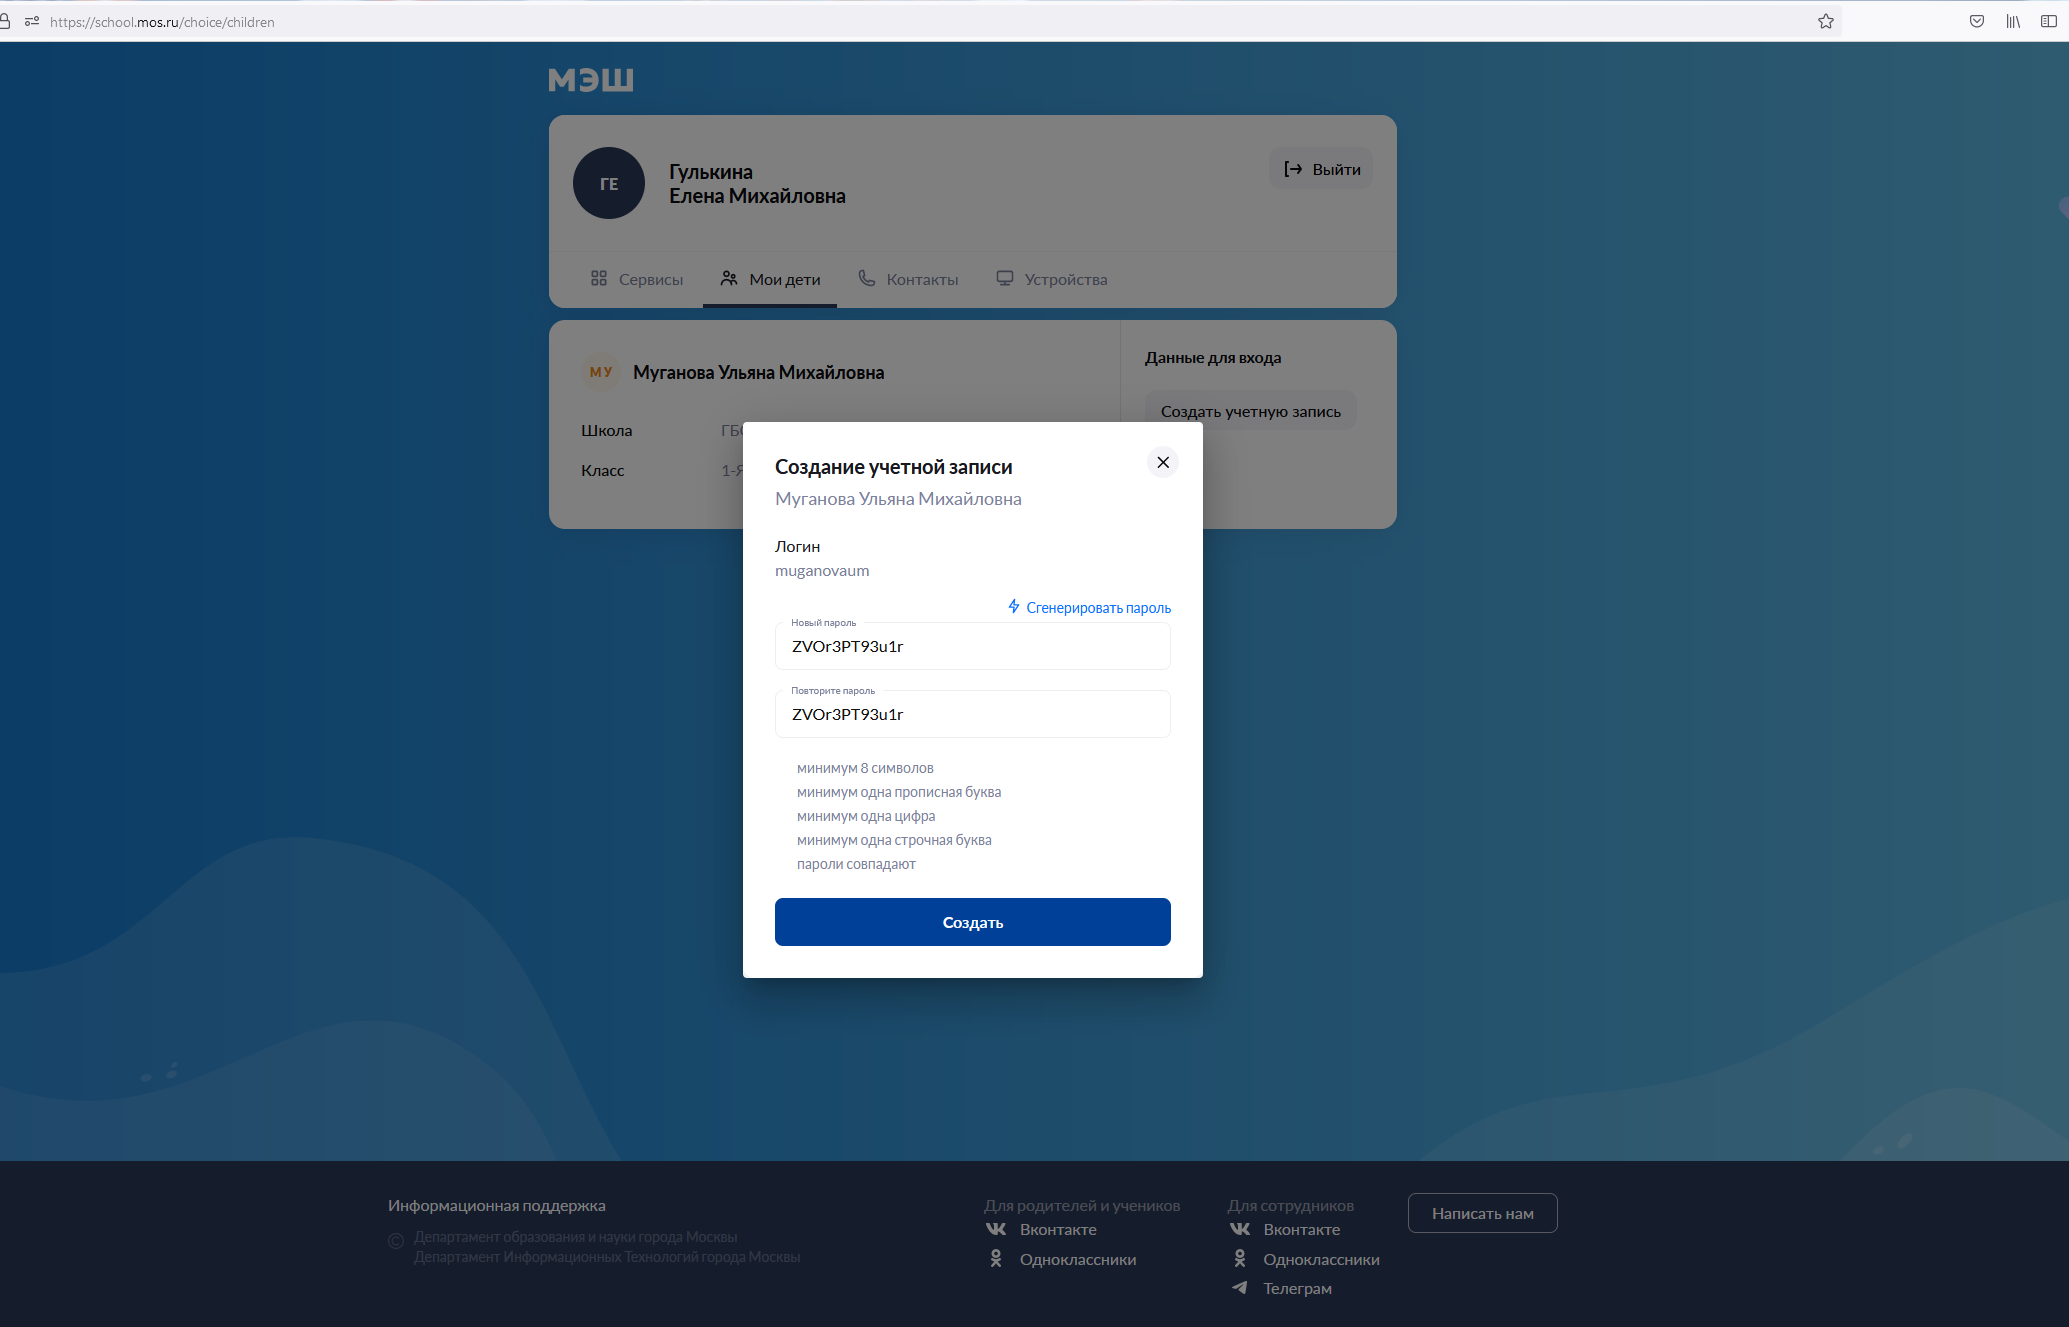 https://school.mos.ru/choice/children
МЭШ
ГЕ
Гулькина
Елена Михайловна
Выйти
Сервисы
Мои дети
Контакты
Устройства
МУ
Муганова Ульяна Михайловна
Данные для входа
Создать учетную запись
Школа
Класс
Создание учетной записи
Муганова Ульяна Михайловна
Логин
muganovaum
Сгенерировать пароль
Новый пароль
ZVOr3PT93u1r
Повторите пароль
ZVOr3PT93u1r
минимум 8 символов
минимум одна прописная буква
минимум одна цифра
минимум одна строчная буква
пароли совпадают
Создать
Информационная поддержка
© Департамент образования и науки города Москвы
Департамент Информационных Технологий города Москвы
Для родителей и учеников
Вконтакте
Одноклассники
Для сотрудников
Вконтакте
Одноклассники
Телеграм
Написать нам